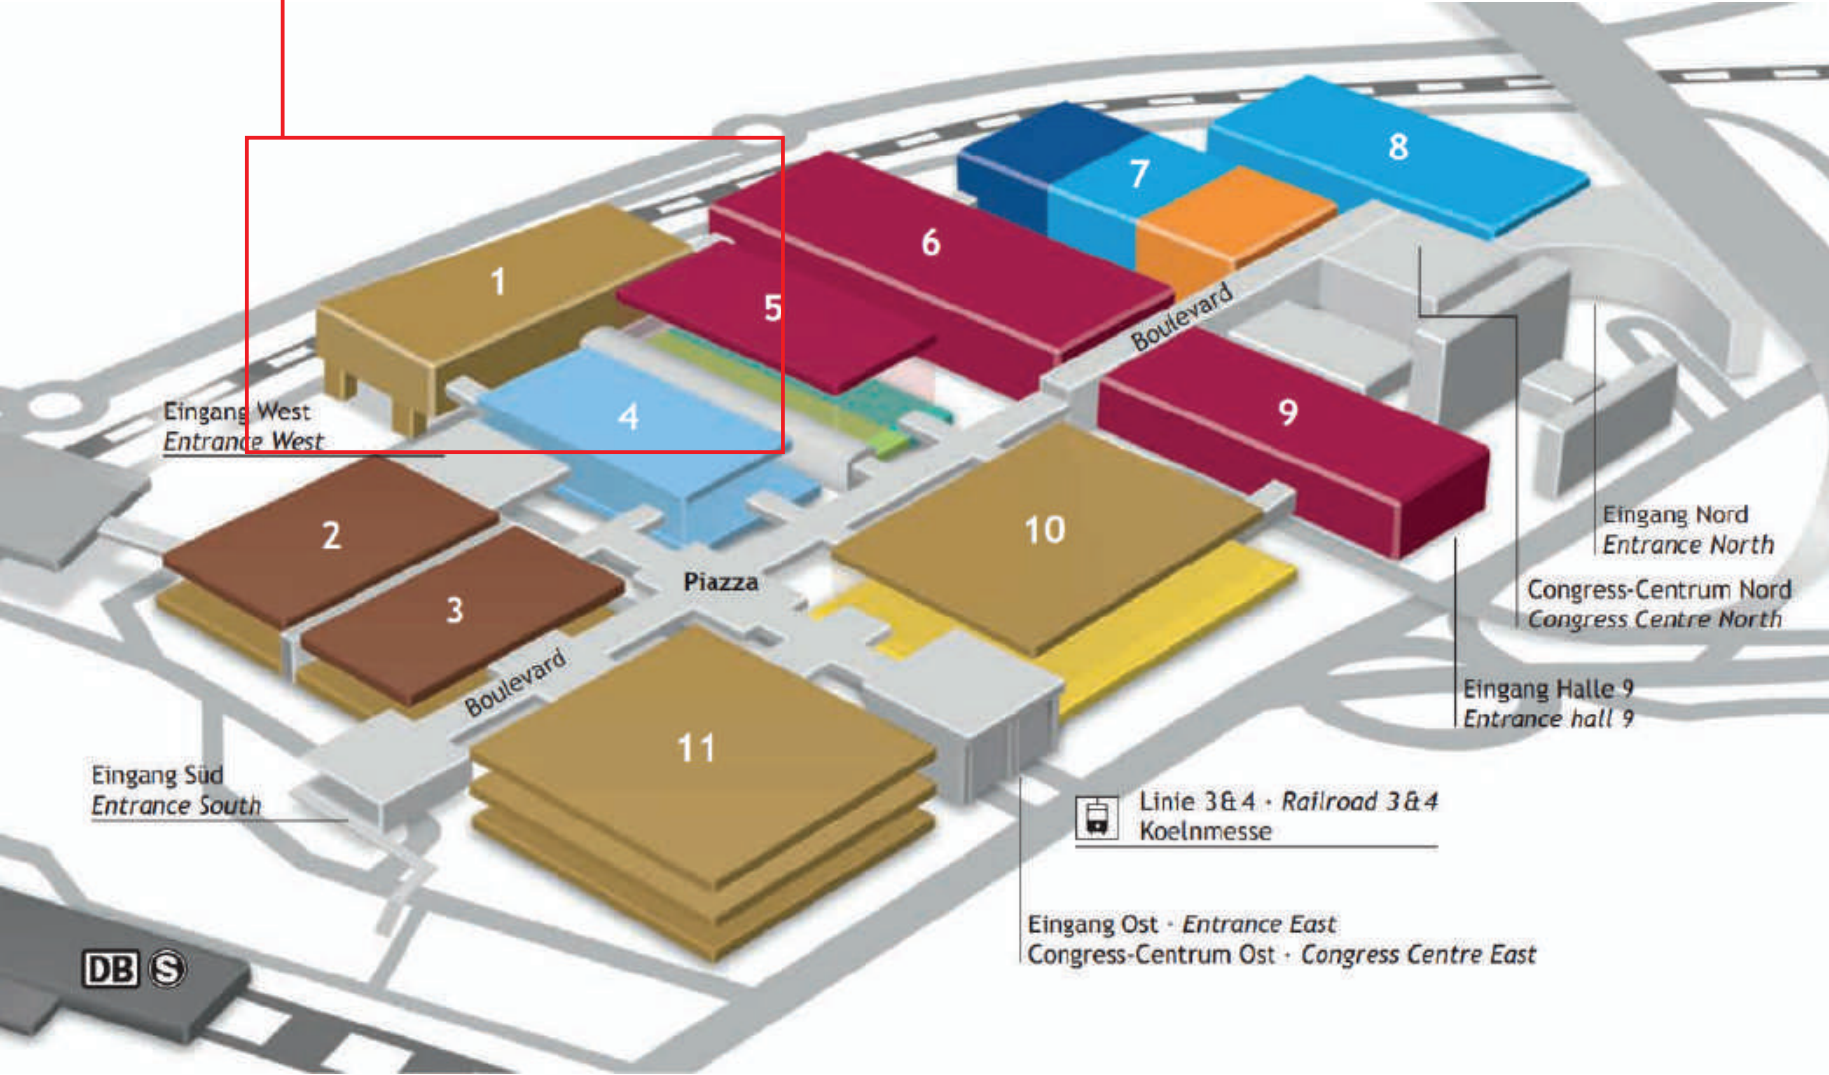 8
7
6
1
5
Boulevard
4
9
Eingang West
Entrance West
2
10
Eingang Nord
Entrance North
Piazza
3
Congress-Centrum Nord
Congress Centre North
Boulevard
Eingang Halle 9
Entrance hall 9
11
Eingang Süd
Entrance South
Linie 3&4 · Railroad 3&4
Koelnmesse
Eingang Ost · Entrance East
Congress-Centrum Ost · Congress Centre East
DB S